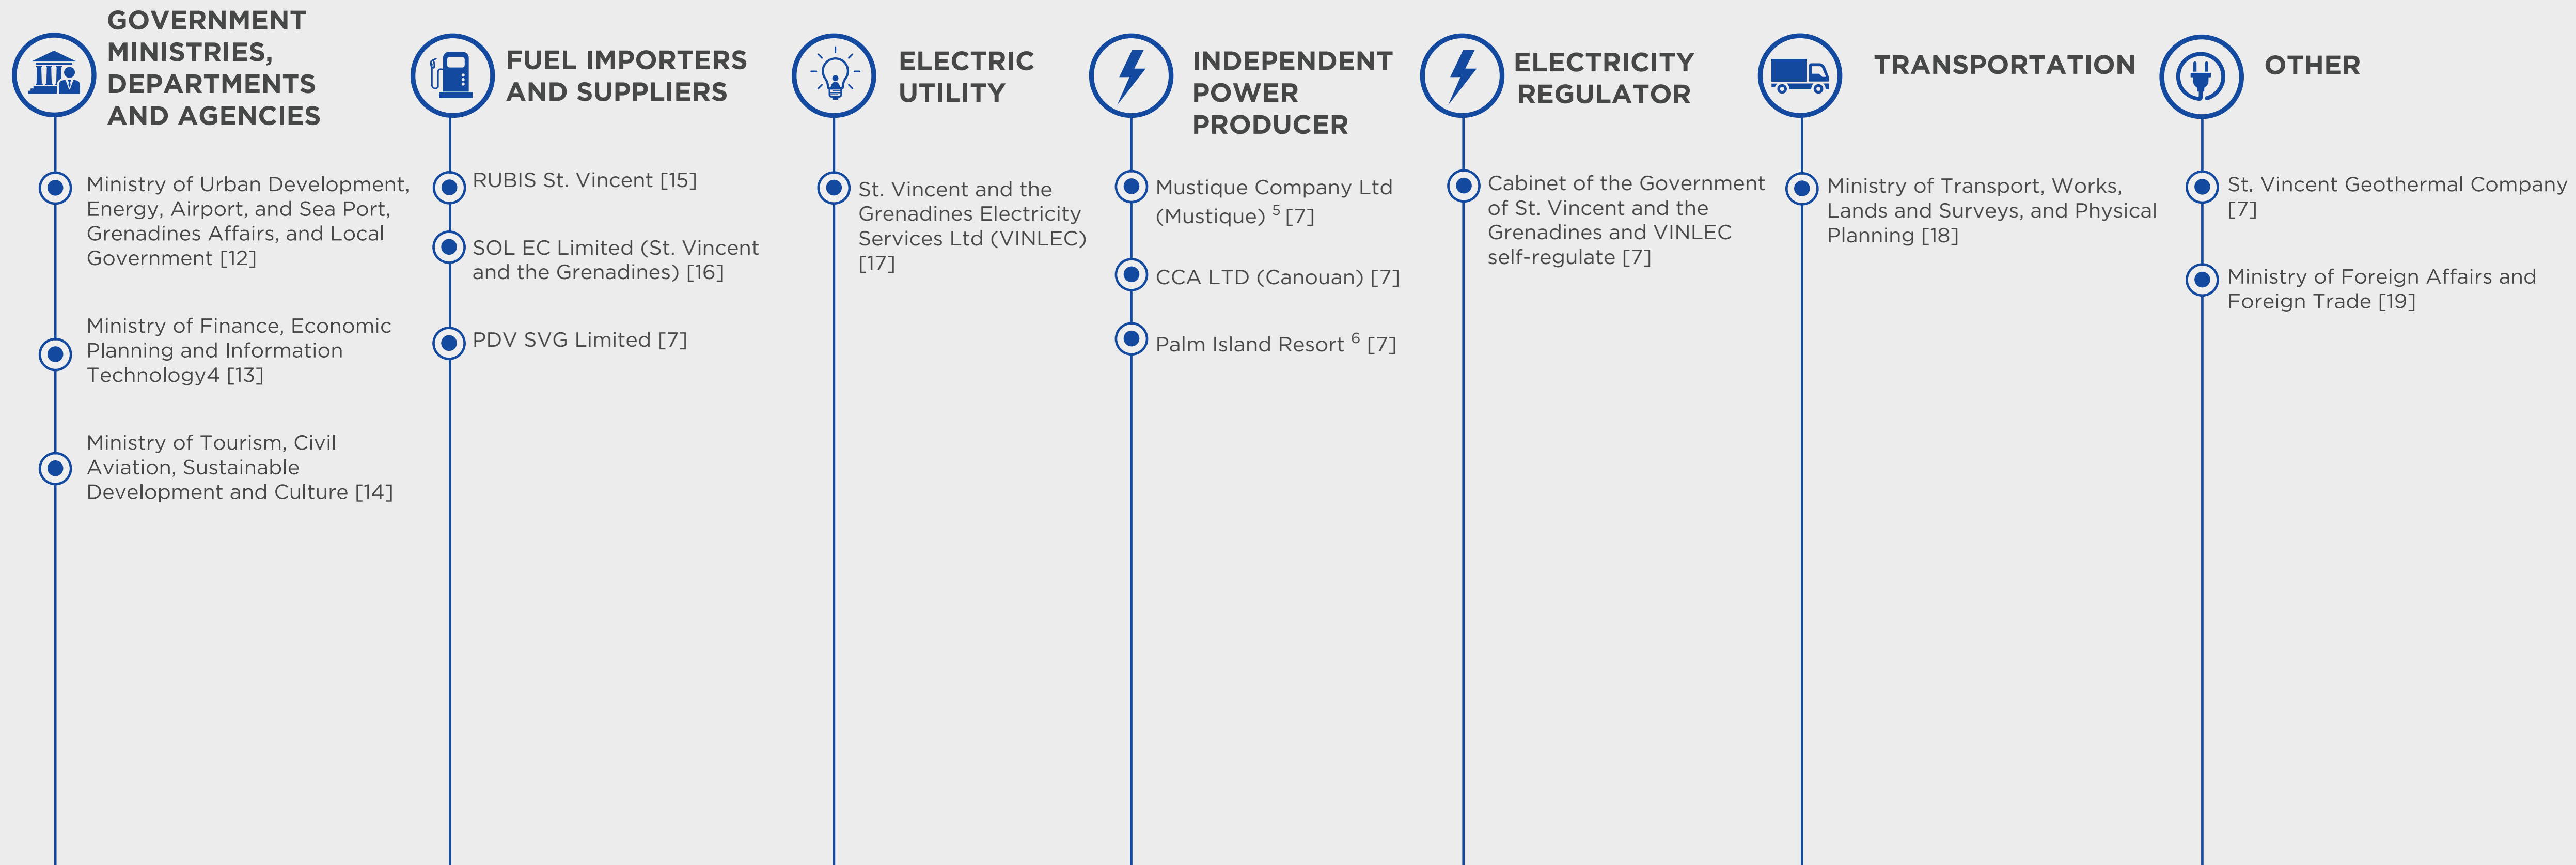 GOVERNMENT
MINISTRIES,
DEPARTMENTS
AND AGENCIES
Ministry of Urban Development,
Energy, Airport, and Sea Port,
Grenadines Affairs, and Local
Government [12]
Ministry of Finance, Economic
Planning and Information
Technology4 [13]
Ministry of Tourism, Civil
Aviation, Sustainable
Development and Culture [14]
FUEL IMPORTERS
AND SUPPLIERS
RUBIS St. Vincent [15]
SOL EC Limited (St. Vincent
and the Grenadines) [16]
PDV SVG Limited [7]
ELECTRIC
UTILITY
St. Vincent and the
Grenadines Electricity
Services Ltd (VINLEC)
[17]
INDEPENDENT
POWER
PRODUCER
Mustique Company Ltd
(Mustique) 5 [7]
CCA LTD (Canouan) [7]
Palm Island Resort 6 [7]
ELECTRICITY
REGULATOR
Cabinet of the Government
of St. Vincent and the
Grenadines and VINLEC
self-regulate [7]
TRANSPORTATION
Ministry of Transport, Works,
Lands and Surveys, and Physical
Planning [18]
OTHER
St. Vincent Geothermal Company
[7]
Ministry of Foreign Affairs and
Foreign Trade [19]